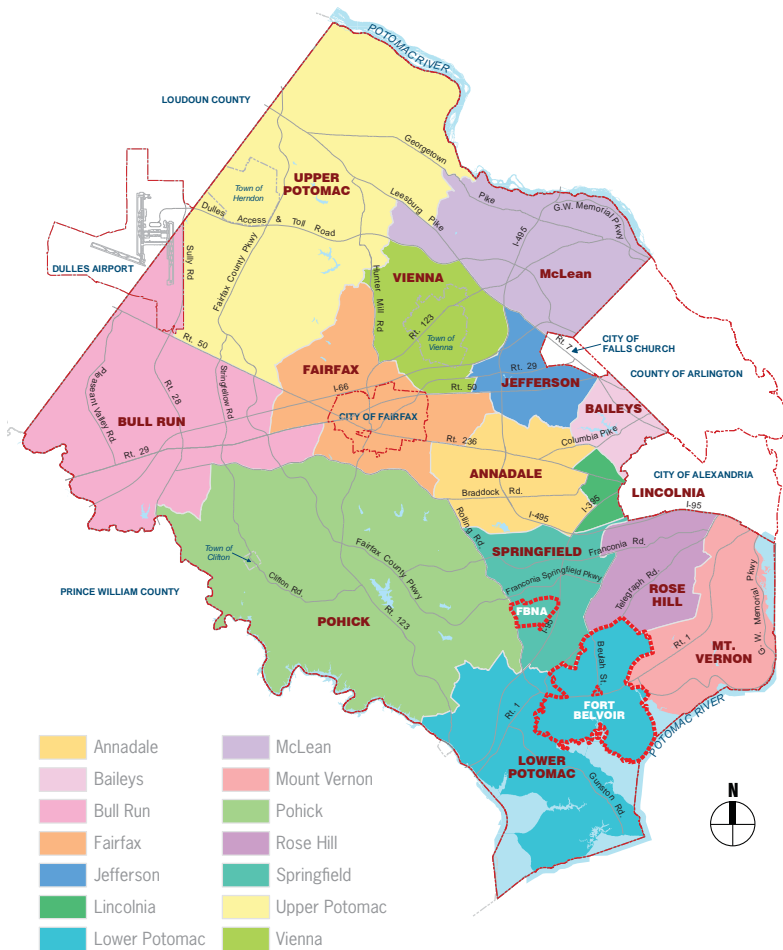 POTOMAC RIVER
LOUDOUN COUNTY
Georgetown
Pike
UPPER
POTOMAC
Town of
Herndon
Leesburg Pike
G.W. Memorial Pkwy
I-495
Dulles Access & Toll Road
DULLES AIRPORT
Sully Rd
Fairfax County Pkwy
Hunter Mill Rd.
VIENNA
McLean
Rt. 123
Town of
Vienna
Rt. 7
CITY OF
FALLS CHURCH
Rt. 50
FAIRFAX
Rt. 29
COUNTY OF ARLINGTON
Pleasant Valley Rd.
Rt. 28
Stringfellow Rd.
I-66
Rt. 50
JEFFERSON
BULL RUN
CITY OF FAIRFAX
BAILEYS
Rt. 29
Rt. 236
Columbia Pike
ANNADALE
CITY OF ALEXANDRIA
Braddock Rd.
I-395
LINCOLNIA
I-95
Rolling Rd.
I-495
Town of
Clifton
Fairfax County Pkwy
SPRINGFIELD
Franconia Rd.
Franconia Springfield Pkwy
Telegraph Rd.
PRINCE WILLIAM COUNTY
Clifton Rd.
Rt. 123
FBNA
I-95
ROSE
HILL
G. W. Memorial Pkwy
POHICK
Beulah St.
Rt. 1
MT.
VERNON
Rt. 1
FORT
BELVOIR
POTOMAC RIVER
LOWER
POTOMAC
Gunston Rd.
N
Annadale
Baileys
Bull Run
Fairfax
Jefferson
Lincolnia
Lower Potomac
McLean
Mount Vernon
Pohick
Rose Hill
Springfield
Upper Potomac
Vienna